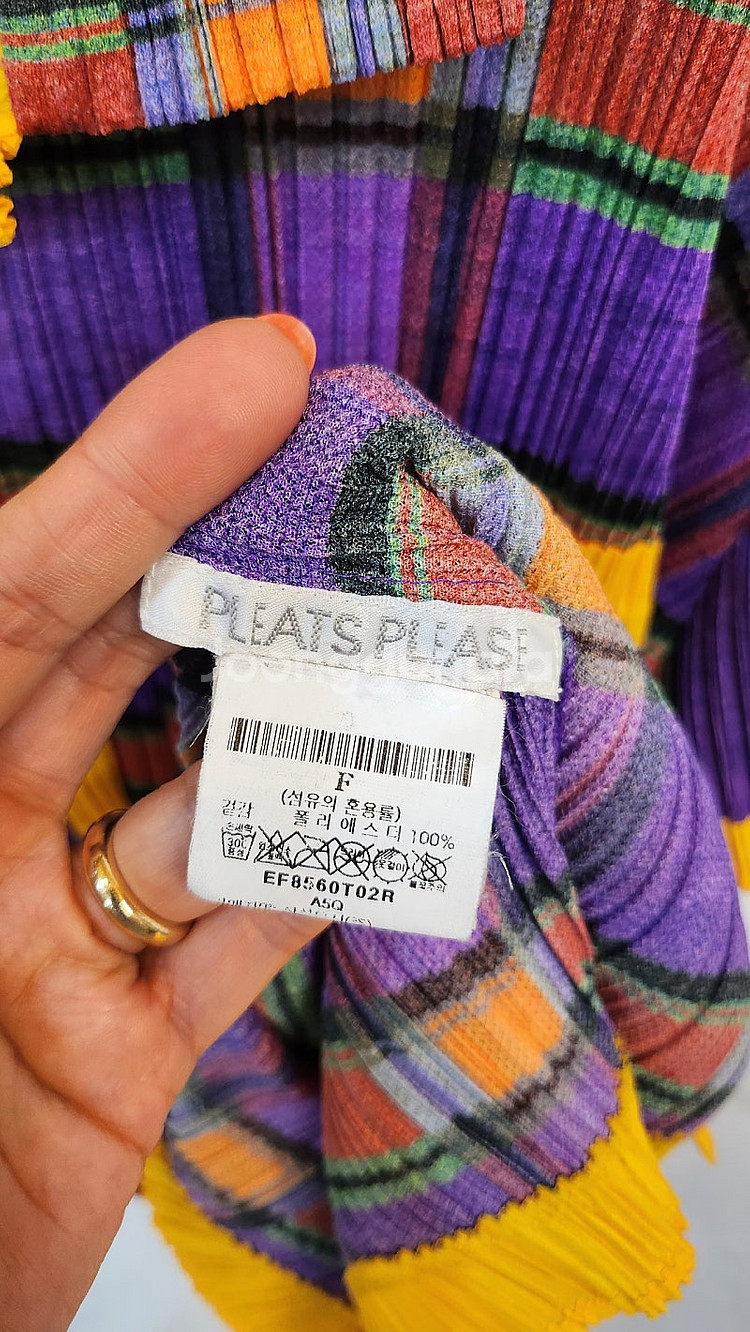 PLEATS PLEASE
F
(섬유의 혼용률)
겉감 폴리에스터 100%
EF8560T02R
A5Q